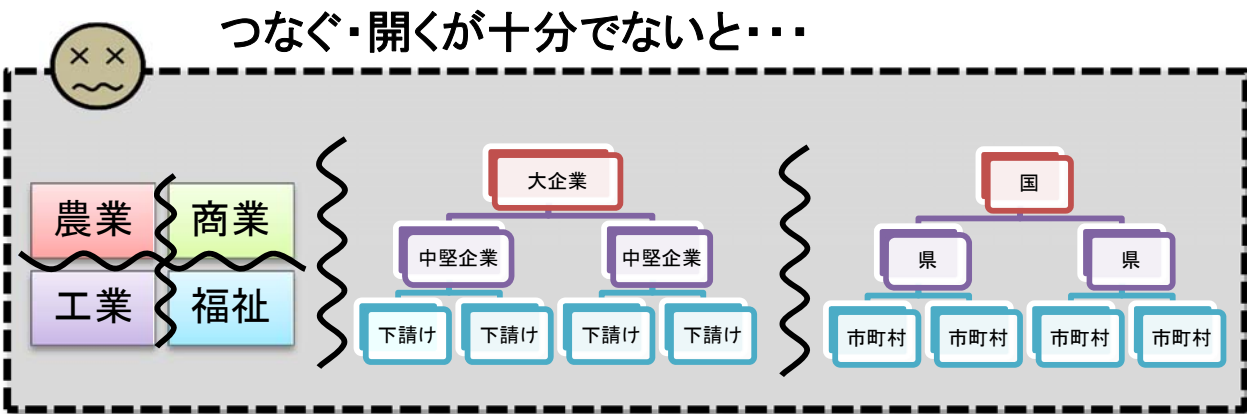 つなぐ・開くが十分でないと・・・
農業 商業
工業 福祉
大企業
中堅企業 中堅企業
下請け 下請け 下請け 下請け
国
県 県
市町村 市町村 市町村 市町村